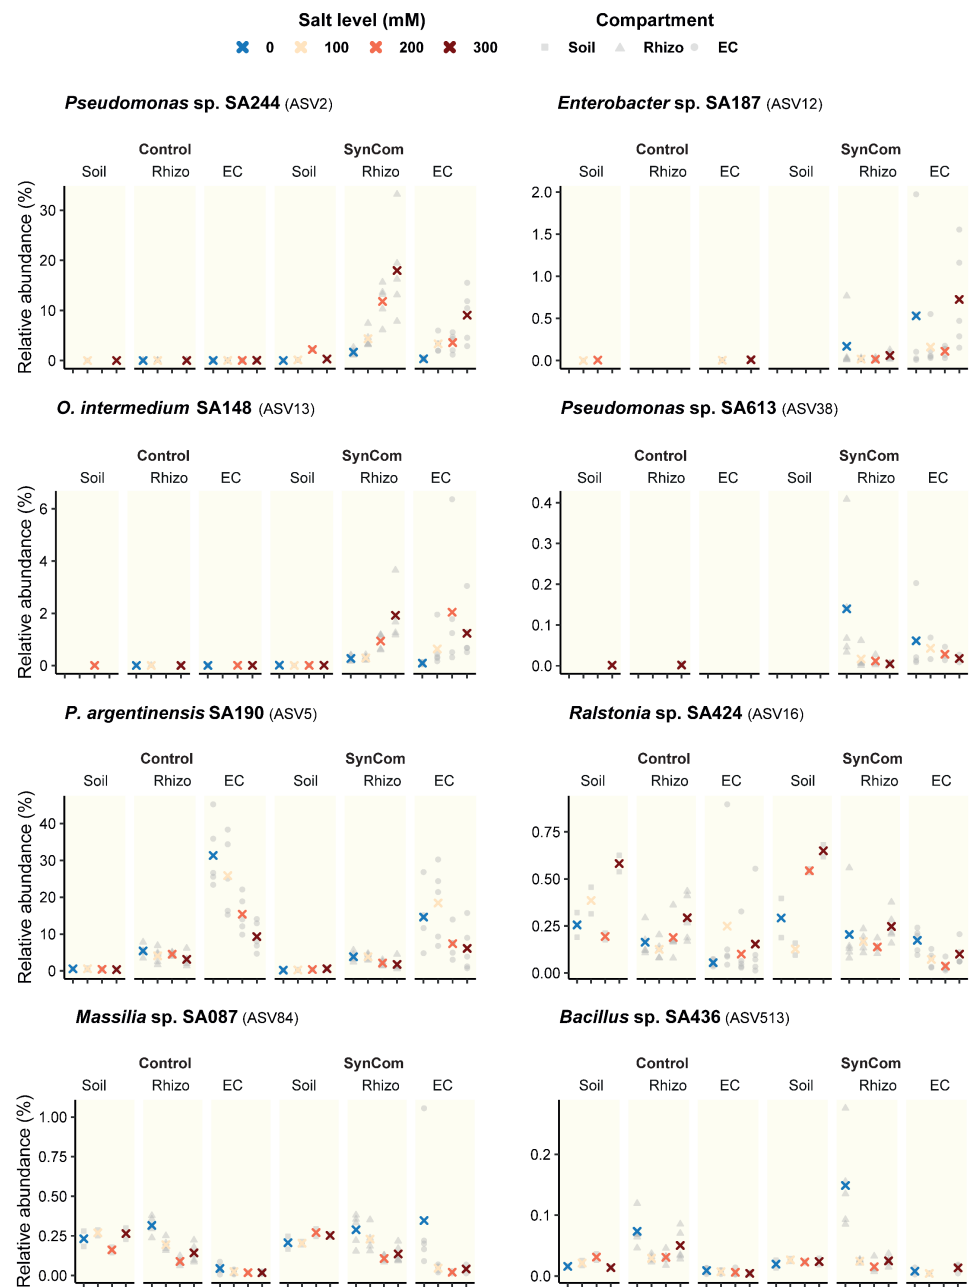 Salt level (mM) Compartment
0 100 200 300 Soil Rhizo EC
Pseudomonas sp. SA244 (ASV2) Enterobacter sp. SA187 (ASV12)
Control SynCom Control SynCom
Soil Rhizo EC Soil Rhizo EC Soil Rhizo EC Soil Rhizo EC
Relative abundance (%)
30
20
10
0
2.0
1.5
1.0
0.5
0.0
O. intermedium SA148 (ASV13) Pseudomonas sp. SA613 (ASV38)
Control SynCom Control SynCom
Soil Rhizo EC Soil Rhizo EC Soil Rhizo EC Soil Rhizo EC
Relative abundance (%)
6
4
2
0
0.4
0.3
0.2
0.1
0.0
P. argentinensis SA190 (ASV5) Ralstonia sp. SA424 (ASV16)
Control SynCom Control SynCom
Soil Rhizo EC Soil Rhizo EC Soil Rhizo EC Soil Rhizo EC
Relative abundance (%)
40
30
20
10
0
0.75
0.50
0.25
0.00
Massilia sp. SA087 (ASV84) Bacillus sp. SA436 (ASV513)
Control SynCom Control SynCom
Soil Rhizo EC Soil Rhizo EC Soil Rhizo EC Soil Rhizo EC
Relative abundance (%)
1.00
0.75
0.50
0.25
0.00
0.2
0.1
0.0